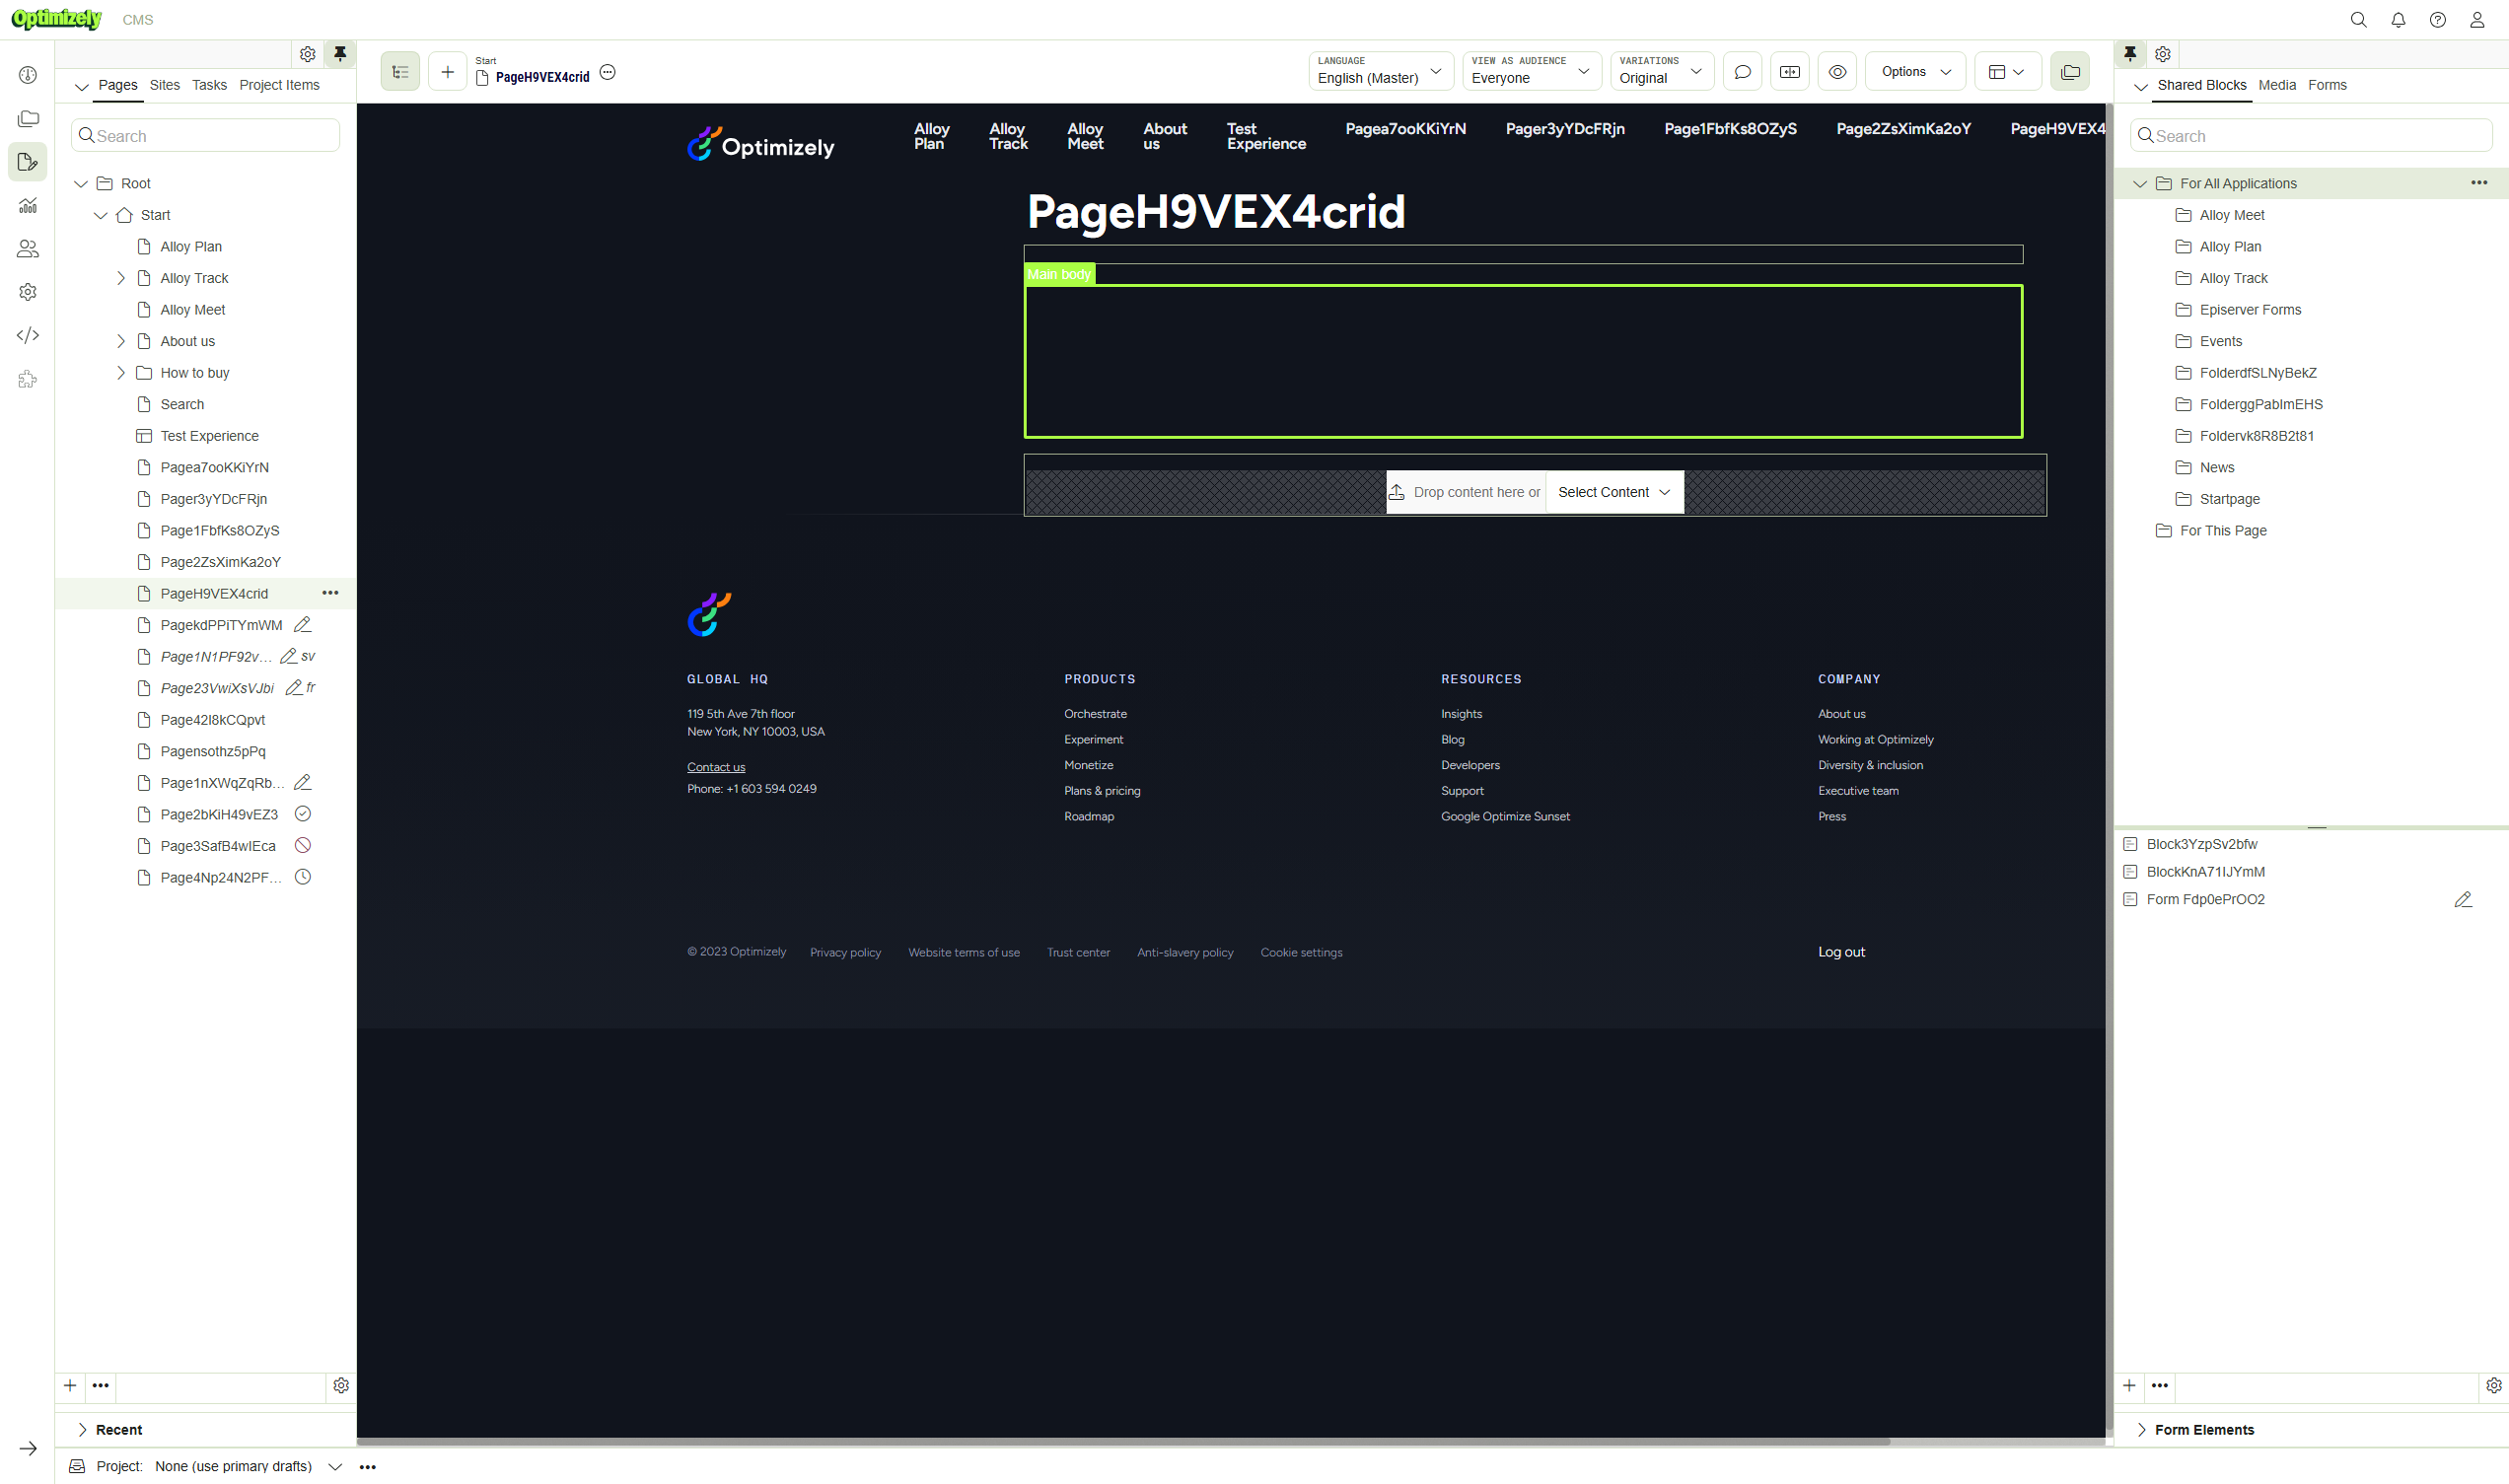 Optimizely CMS
Pages Sites Tasks Project Items
Search
Root
Start
Alloy Plan
Alloy Track
Alloy Meet
About us
How to buy
Search
Test Experience
Pagea7ooKKiYrN
Pager3yYDcFRjn
Page1FbfKs8OZyS
Page2ZsXimKa2oY
PageH9VEX4crid
PagekdPPiTYmWM
Page1N1PF92v... sv
Page23VwiXsVJbi fr
Page42I8kCQpvt
Pagensothz5pPq
Page1nXWqZqRb...
Page2bKiH49vEZ3
Page3SafB4wIEca
Page4Np24N2PF...
Recent
Project: None (use primary drafts)
Start
PageH9VEX4crid
LANGUAGE
English (Master)
VIEW AS AUDIENCE
Everyone
VARIATIONS
Original
Options
Optimizely
Alloy Plan
Alloy Track
Alloy Meet
About us
Test Experience
Pagea7ooKKiYrN
Pager3yYDcFRjn
Page1FbfKs8OZyS
Page2ZsXimKa2oY
PageH9VEX4
PageH9VEX4crid
Main body
Drop content here or Select Content
GLOBAL HQ
119 5th Ave 7th floor
New York, NY 10003, USA
Contact us
Phone: +1 603 594 0249
PRODUCTS
Orchestrate
Experiment
Monetize
Plans & pricing
Roadmap
RESOURCES
Insights
Blog
Developers
Support
Google Optimize Sunset
COMPANY
About us
Working at Optimizely
Diversity & inclusion
Executive team
Press
© 2023 Optimizely Privacy policy Website terms of use Trust center Anti-slavery policy Cookie settings Log out
Shared Blocks Media Forms
Search
For All Applications
Alloy Meet
Alloy Plan
Alloy Track
Episerver Forms
Events
FolderdfSLNyBekZ
FolderggPabImEHS
Foldervk8R8B2t81
News
Startpage
For This Page
Block3YzpSv2bfw
BlockKnA71IJYmM
Form Fdp0ePrOO2
Form Elements